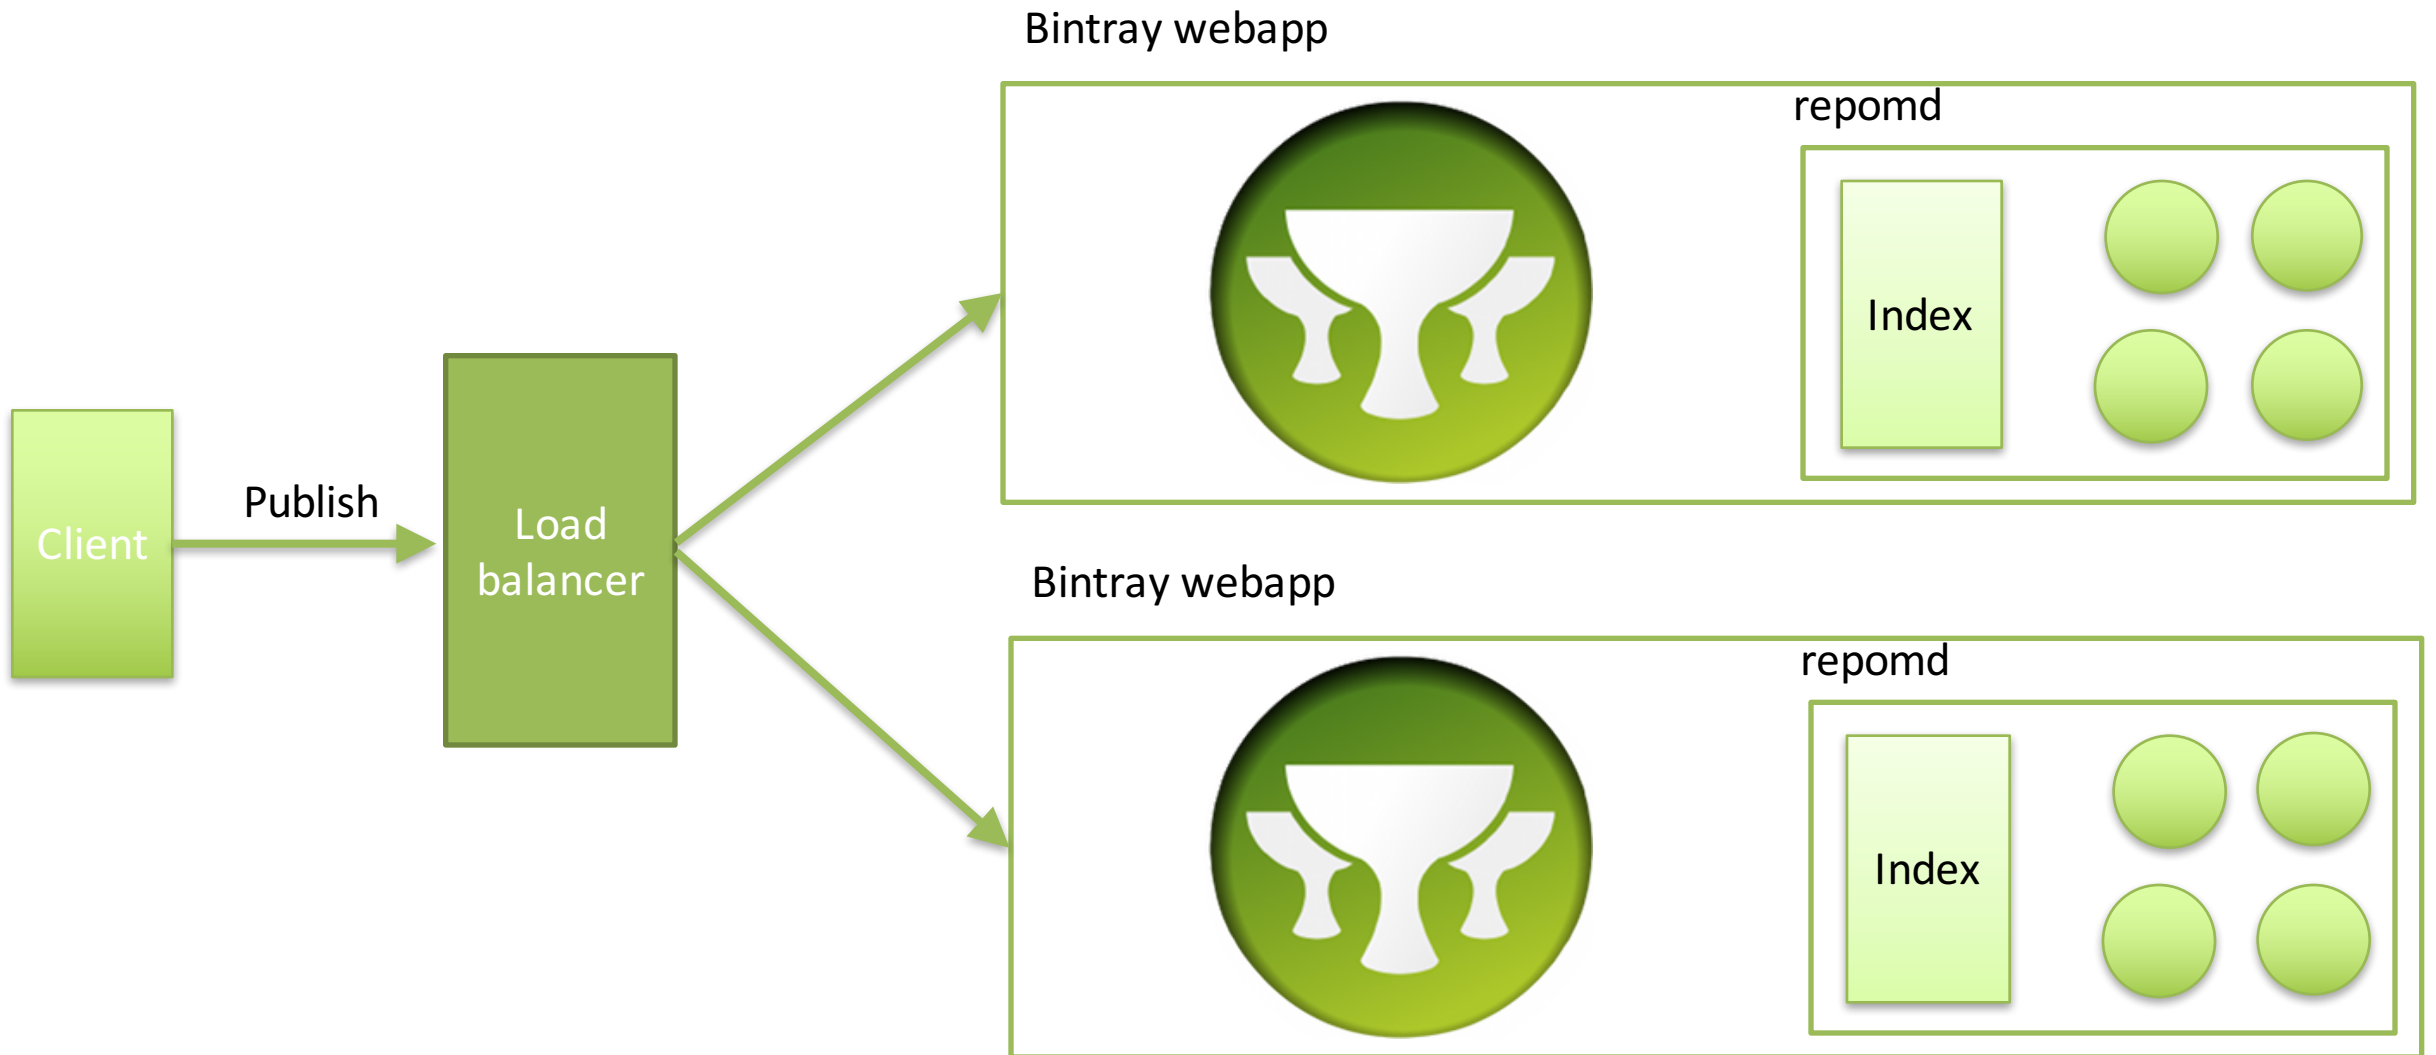 Bintray webapp
repomd
Index
Client
Publish
Load
balancer
Bintray webapp
repomd
Index